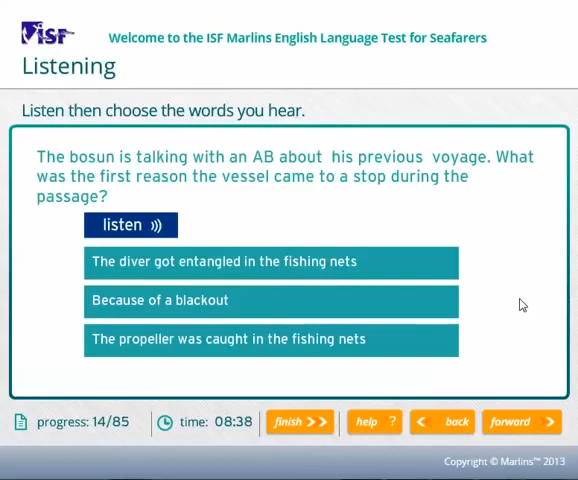 ISF
Welcome to the ISF Marlins English Language Test for Seafarers
Listening
Listen then choose the words you hear.
The bosun is talking with an AB about his previous voyage. What
was the first reason the vessel came to a stop during the
passage?
listen
The diver got entangled in the fishing nets
Because of a blackout
The propeller was caught in the fishing nets
progress: 14/85 time: 08:38 finish >> help ? < back forward >
Copyright © Marlins™ 2013